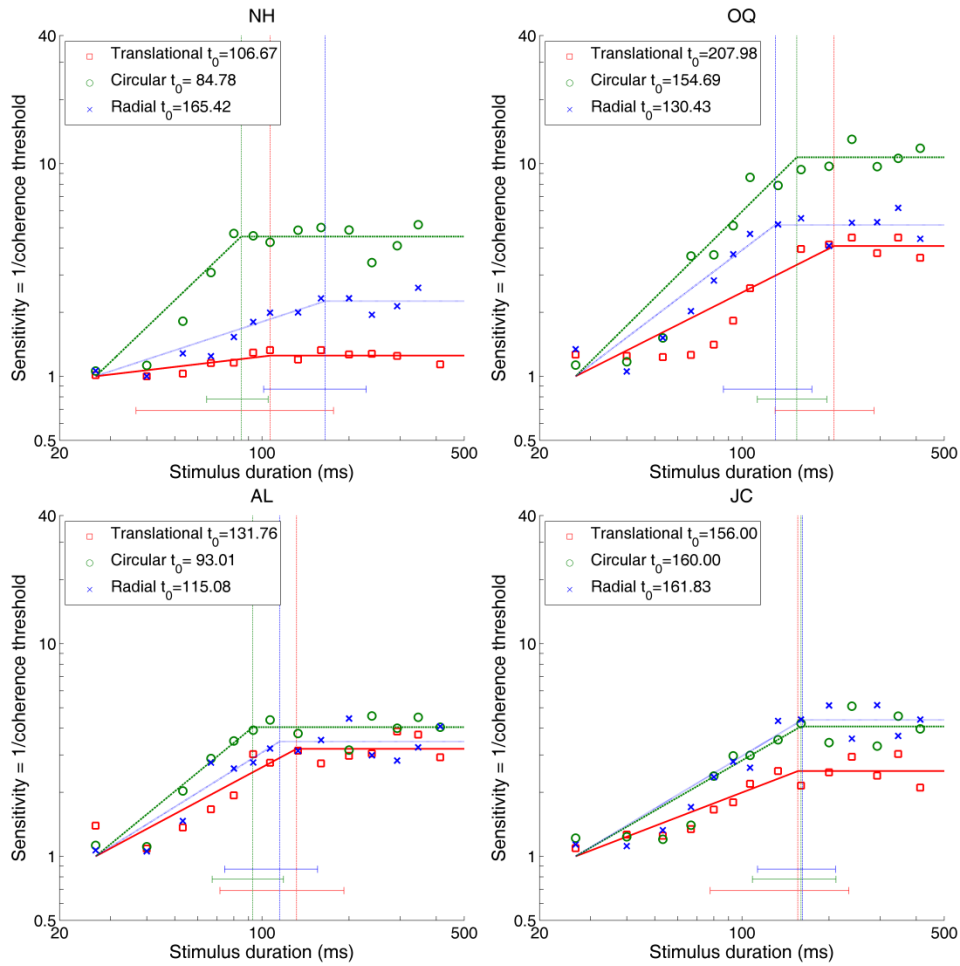 NH
40
Translational t0=106.67
Circular t0= 84.78
Radial t0=165.42
10
1
0.5
20
100
500
Sensitivity = 1/coherence threshold
Stimulus duration (ms)
OQ
40
Translational t0=207.98
Circular t0=154.69
Radial t0=130.43
10
1
0.5
20
100
500
Sensitivity = 1/coherence threshold
Stimulus duration (ms)
AL
40
Translational t0=131.76
Circular t0= 93.01
Radial t0=115.08
10
1
0.5
20
100
500
Sensitivity = 1/coherence threshold
Stimulus duration (ms)
JC
40
Translational t0=156.00
Circular t0=160.00
Radial t0=161.83
10
1
0.5
20
100
500
Sensitivity = 1/coherence threshold
Stimulus duration (ms)